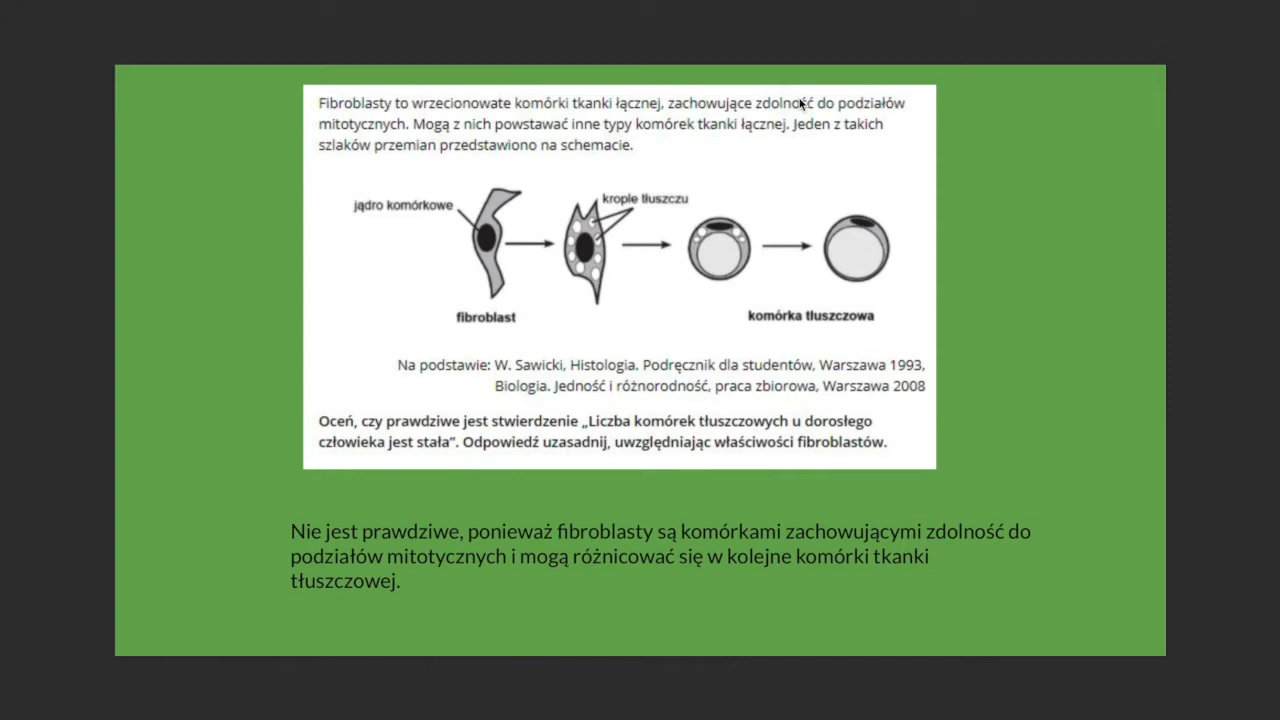 Fibroblasty to wrzecionowate komórki tkanki łącznej, zachowujące zdolność do podziałów
mitotycznych. Mogą z nich powstawać inne typy komórek tkanki łącznej. Jeden z takich
szlaków przemian przedstawiono na schemacie.
krople tłuszczu
jądro komórkowe
fibroblast
komórka tłuszczowa
Na podstawie: W. Sawicki, Histologia. Podręcznik dla studentów, Warszawa 1993,
Biologia. Jedność i różnorodność, praca zbiorowa, Warszawa 2008
Oceń, czy prawdziwe jest stwierdzenie „Liczba komórek tłuszczowych u dorosłego
człowieka jest stała”. Odpowiedź uzasadnij, uwzględniając właściwości fibroblastów.
Nie jest prawdziwe, ponieważ fibroblasty są komórkami zachowującymi zdolność do
podziałów mitotycznych i mogą różnicować się w kolejne komórki tkanki
tłuszczowej.